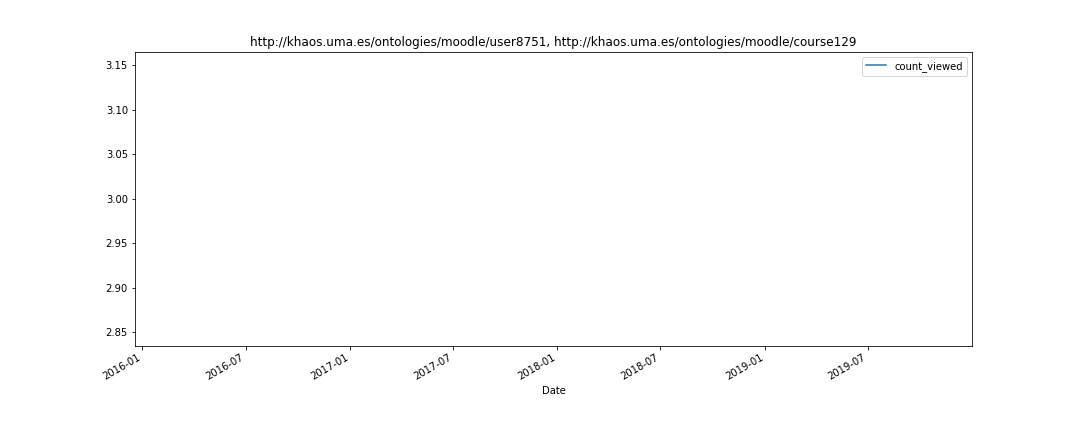 http://khaos.uma.es/ontologies/moodle/user8751, http://khaos.uma.es/ontologies/moodle/course129
count_viewed
3.15
3.10
3.05
3.00
2.95
2.90
2.85
2016-01 2016-07 2017-01 2017-07 2018-01 2018-07 2019-01 2019-07
Date